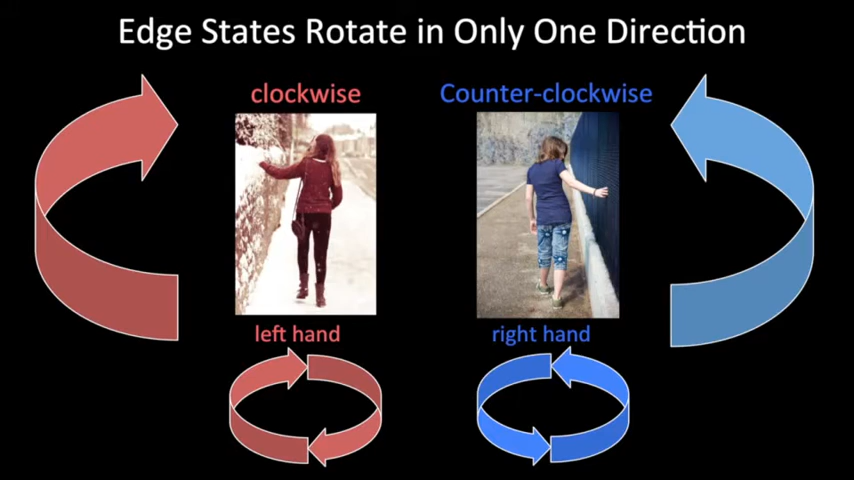 Edge States Rotate in Only One Direction
clockwise
Counter-clockwise
left hand
right hand